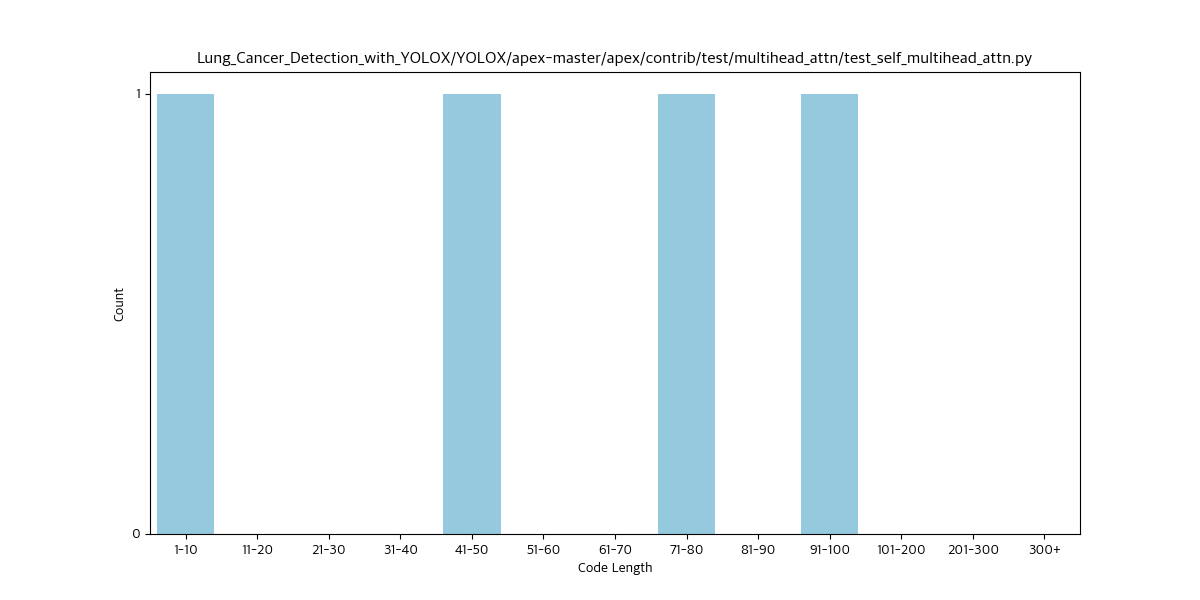 Lung_Cancer_Detection_with_YOLOX/YOLOX/apex-master/apex/contrib/test/multihead_attn/test_self_multihead_attn.py
1
Count
0
1-10 11-20 21-30 31-40 41-50 51-60 61-70 71-80 81-90 91-100 101-200 201-300 300+
Code Length